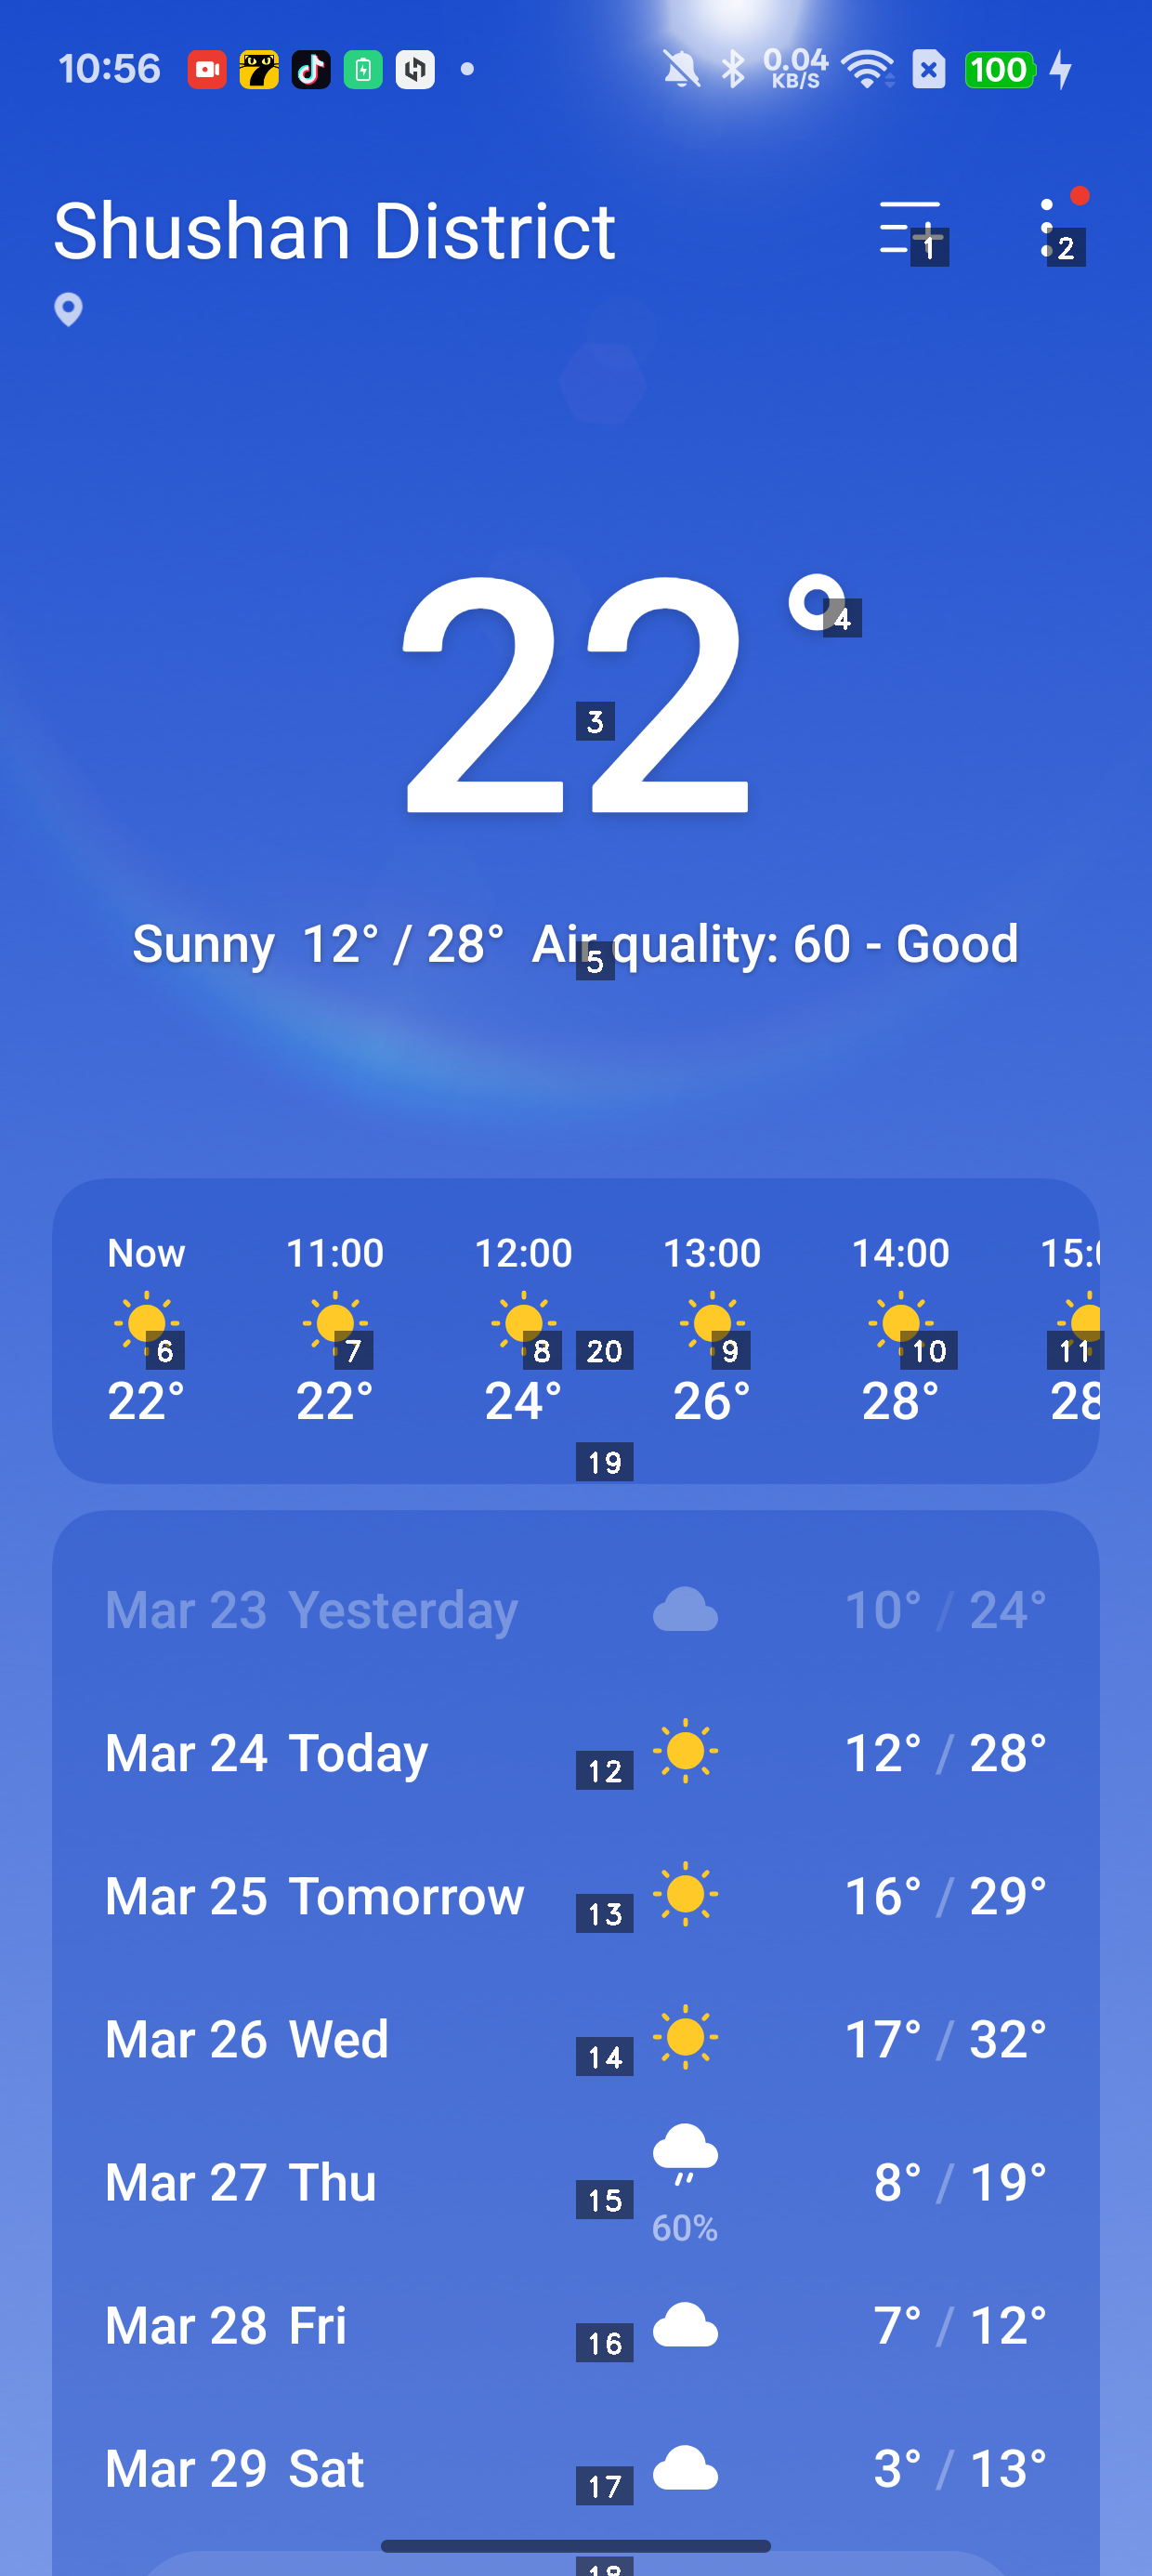 10:56 0.04 KB/S 100
Shushan District
1
2
22°
4
3
Sunny 12° / 28° Air quality: 60 - Good
5
Now 11:00 12:00 13:00 14:00
6 7 8 20 9 10 11
22° 22° 24° 26° 28° 28
19
Mar 23 Yesterday 10° / 24°
Mar 24 Today 12° / 28°
12
Mar 25 Tomorrow 16° / 29°
13
Mar 26 Wed 17° / 32°
14
Mar 27 Thu 8° / 19°
15
60%
Mar 28 Fri 7° / 12°
16
Mar 29 Sat 3° / 13°
17